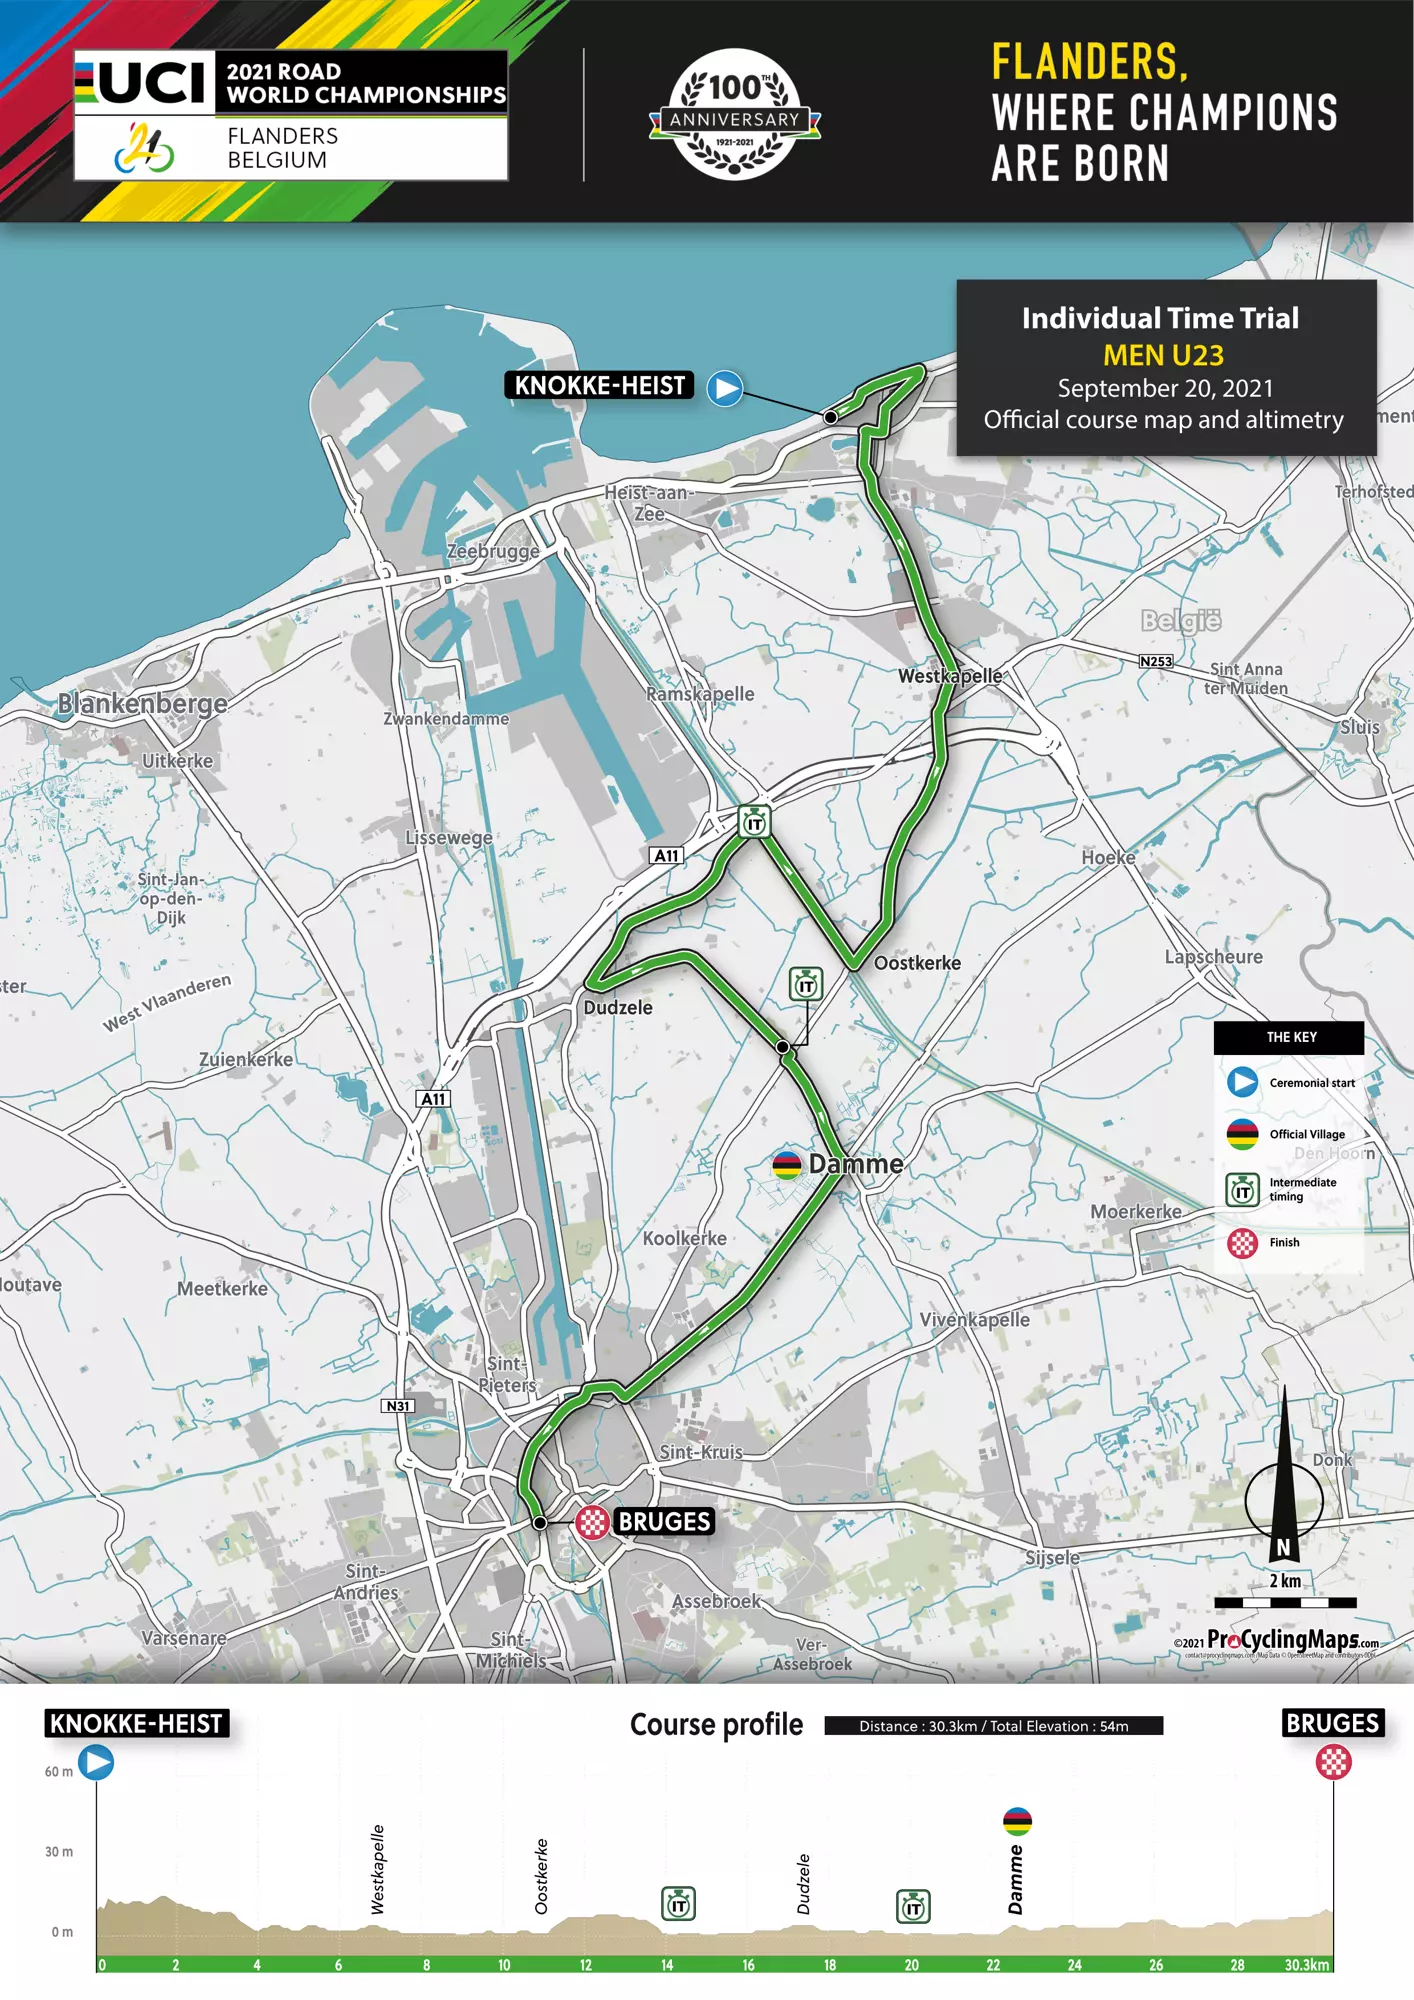 UCI
2021 ROAD
WORLD CHAMPIONSHIPS
21
FLANDERS
BELGIUM
100TH
ANNIVERSARY
1921-2021
FLANDERS,
WHERE CHAMPIONS
ARE BORN
Individual Time Trial
MEN U23
September 20, 2021
Official course map and altimetry
KNOKKE-HEIST
Terhofsted
Heist-aan-
Zee
Zeebrugge
België
N253
Sint Anna
ter Muiden
Westkapelle
Ramskapelle
Blankenberge
Zwankendamme
Sluis
Uitkerke
IT
Lissewege
A11
Hoeke
Sint-Jan-
op-den-
Dijk
Lapscheure
Oostkerke
IT
West Vlaanderen
Dudzele
THE KEY
Zuienkerke
Ceremonial start
A11
Official Village
Den Hoorn
Damme
IT
Intermediate
timing
Moerkerke
Koolkerke
Finish
Meetkerke
Vivenkapelle
Sint-
Pieters
N31
Sint-Kruis
Donk
BRUGES
N
Sijsele
Sint-
Andries
2 km
Assebroek
Varsenare
Sint-
Michiels
Ver-
Assebroek
©2021 ProCyclingMaps.com
KNOKKE-HEIST
Course profile
Distance : 30.3km / Total Elevation : 54m
BRUGES
60 m
30 m
0 m
Westkapelle
Oostkerke
IT
Dudzele
IT
Damme
0 2 4 6 8 10 12 14 16 18 20 22 24 26 28 30.3km